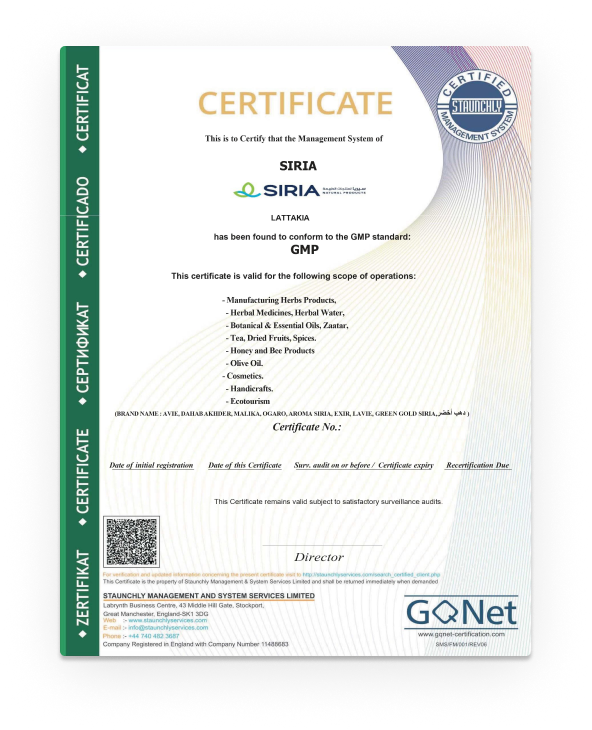 CERTIFICATE
CERTIFIED
STAUNCHLY
MANAGEMENT SYSTEM
This is to Certify that the Management System of
SIRIA
SIRIA
NATURAL PRODUCTS
LATTAKIA
has been found to conform to the GMP standard:
GMP
This certificate is valid for the following scope of operations:
- Manufacturing Herbs Products,
- Herbal Medicines, Herbal Water,
- Botanical & Essential Oils, Zaatar,
- Tea, Dried Fruits, Spices.
- Honey and Bee Products
- Olive Oil.
- Cosmetics.
- Handicrafts.
- Ecotourism
(BRAND NAME : AVIE, DAHAB AKHDER, MALIKA, OGARO, AROMA SIRIA, EXIR, LAVIE, GREEN GOLD SIRIA, دهب أخضر )
Certificate No.:
Date of initial registration Date of this Certificate Surv. audit on or before / Certificate expiry Recertification Due
This Certificate remains valid subject to satisfactory surveillance audits.
Director
For verification and updated information concerning the present certificate visit to http://staunchlyservices.com/search_certified_client.php
This Certificate is the property of Staunchly Management & System Services Limited and shall be returned immediately when demanded
STAUNCHLY MANAGEMENT AND SYSTEM SERVICES LIMITED
Labrynth Business Centre, 43 Middle Hill Gate, Stockport,
Great Manchester, England-SK1 3DG
Web :- www.staunchlyservices.com
E-mail :- info@staunchlyservices.com
Phone :- +44 740 482 3687
Company Registered in England with Company Number 11486663
GQNet
www.gqnet-certification.com
SMS/FM/001/REV06
◆ ZERTIFIKAT ◆ CERTIFICATE ◆ СЕРТИФИКАТ ◆ CERTIFICADO ◆ CERTIFICAT